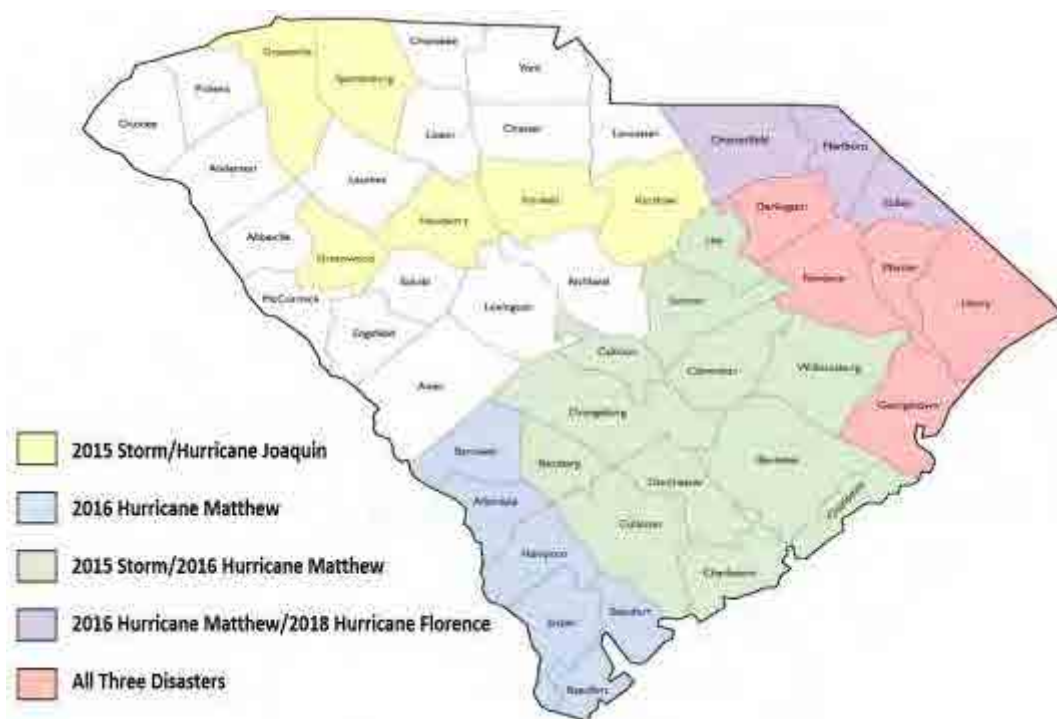 Cherokee
Greenville
Spartanburg
York
Pickens
Oconee
Union
Chester
Lancaster
Chesterfield
Marlboro
Anderson
Laurens
Dillon
Fairfield
Kershaw
Darlington
Newberry
Abbeville
Lee
Greenwood
Marion
Florence
Saluda
Richland
Horry
McCormick
Sumter
Lexington
Edgefield
Calhoun
Clarendon
Williamsburg
Aiken
Georgetown
Orangeburg
2015 Storm/Hurricane Joaquin
Barnwell
Bamberg
Berkeley
Dorchester
Charleston
2016 Hurricane Matthew
Allendale
Colleton
Hampton
2015 Storm/2016 Hurricane Matthew
Charleston
Beaufort
Jasper
2016 Hurricane Matthew/2018 Hurricane Florence
All Three Disasters
Beaufort